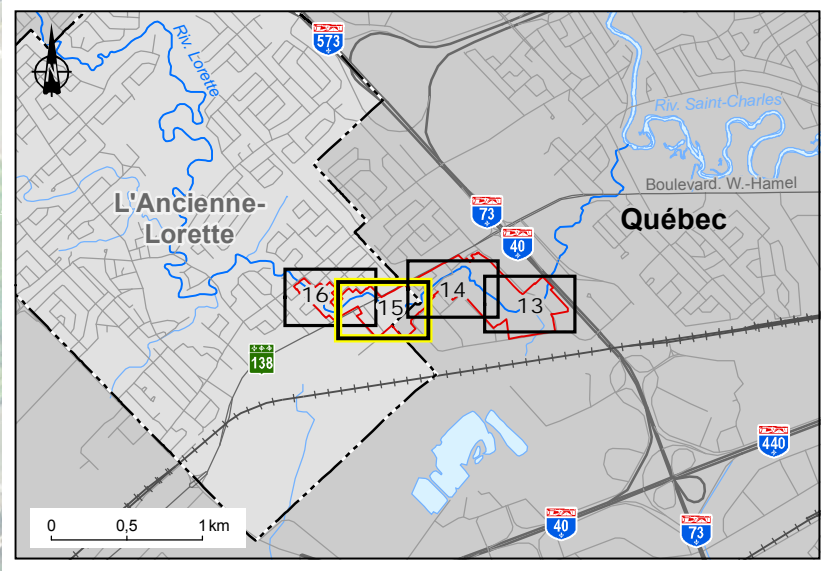 573
N
Riv. Lorette
Riv. Saint-Charles
Boulevard. W.-Hamel
L'Ancienne-
Lorette
73
Québec
40
16
15
14
13
138
440
0 0,5 1 km
40
73